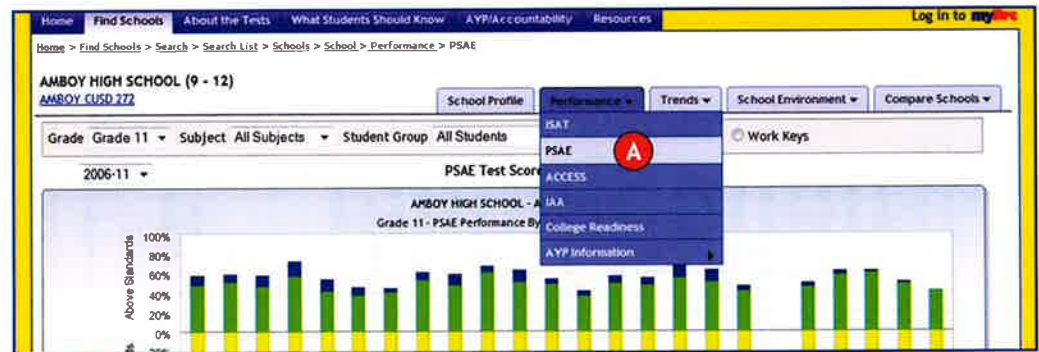 Home Find Schools About the Tests What Students Should Know AYP/Accountability Resources Log in to myiirc
Home > Find Schools > Search > Search List > Schools > School > Performance > PSAE
AMBOY HIGH SCHOOL (9 - 12)
AMBOY CUSD 272
School Profile Performance Trends School Environment Compare Schools
Grade Grade 11 Subject All Subjects Student Group All Students Work Keys
ISAT
PSAE A
ACCESS
IAA
College Readiness
AYP Information
2006-11 PSAE Test Score
AMBOY HIGH SCHOOL - A
Grade 11 - PSAE Performance By
Above Standards
100%
80%
60%
40%
20%
0%